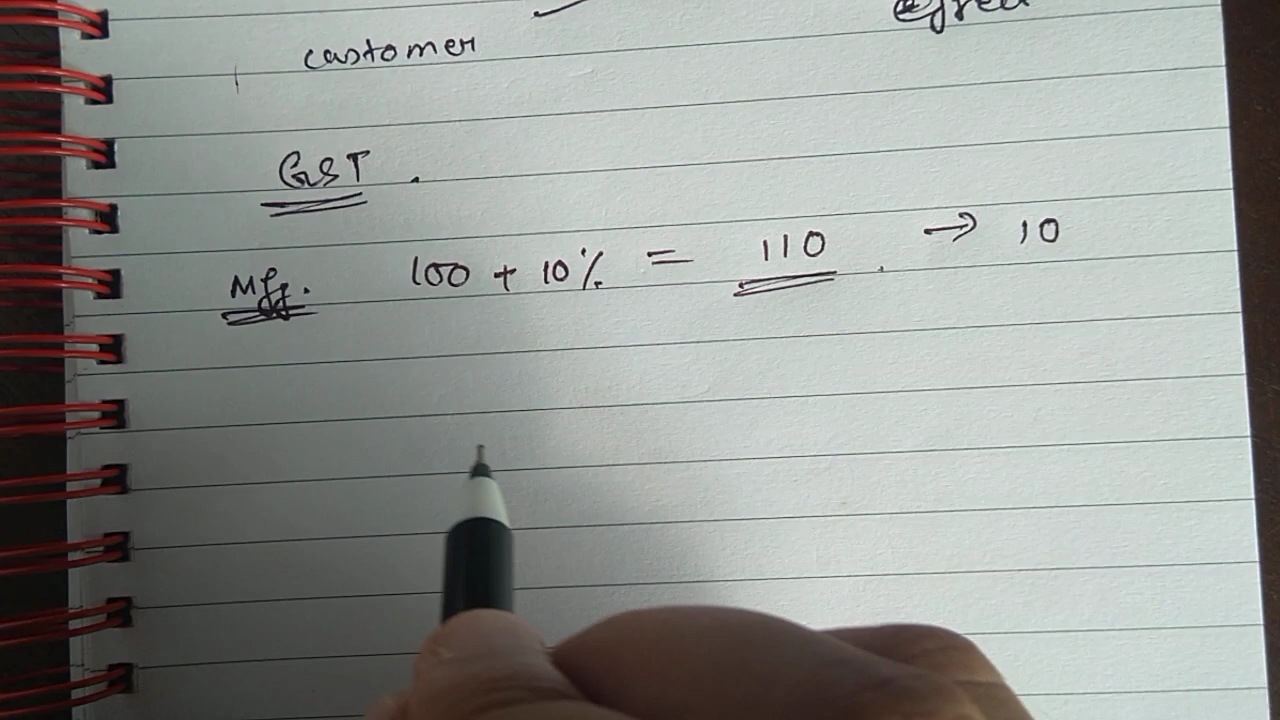 customer
GST.
Mfg. 100 + 10% = 110. → 10